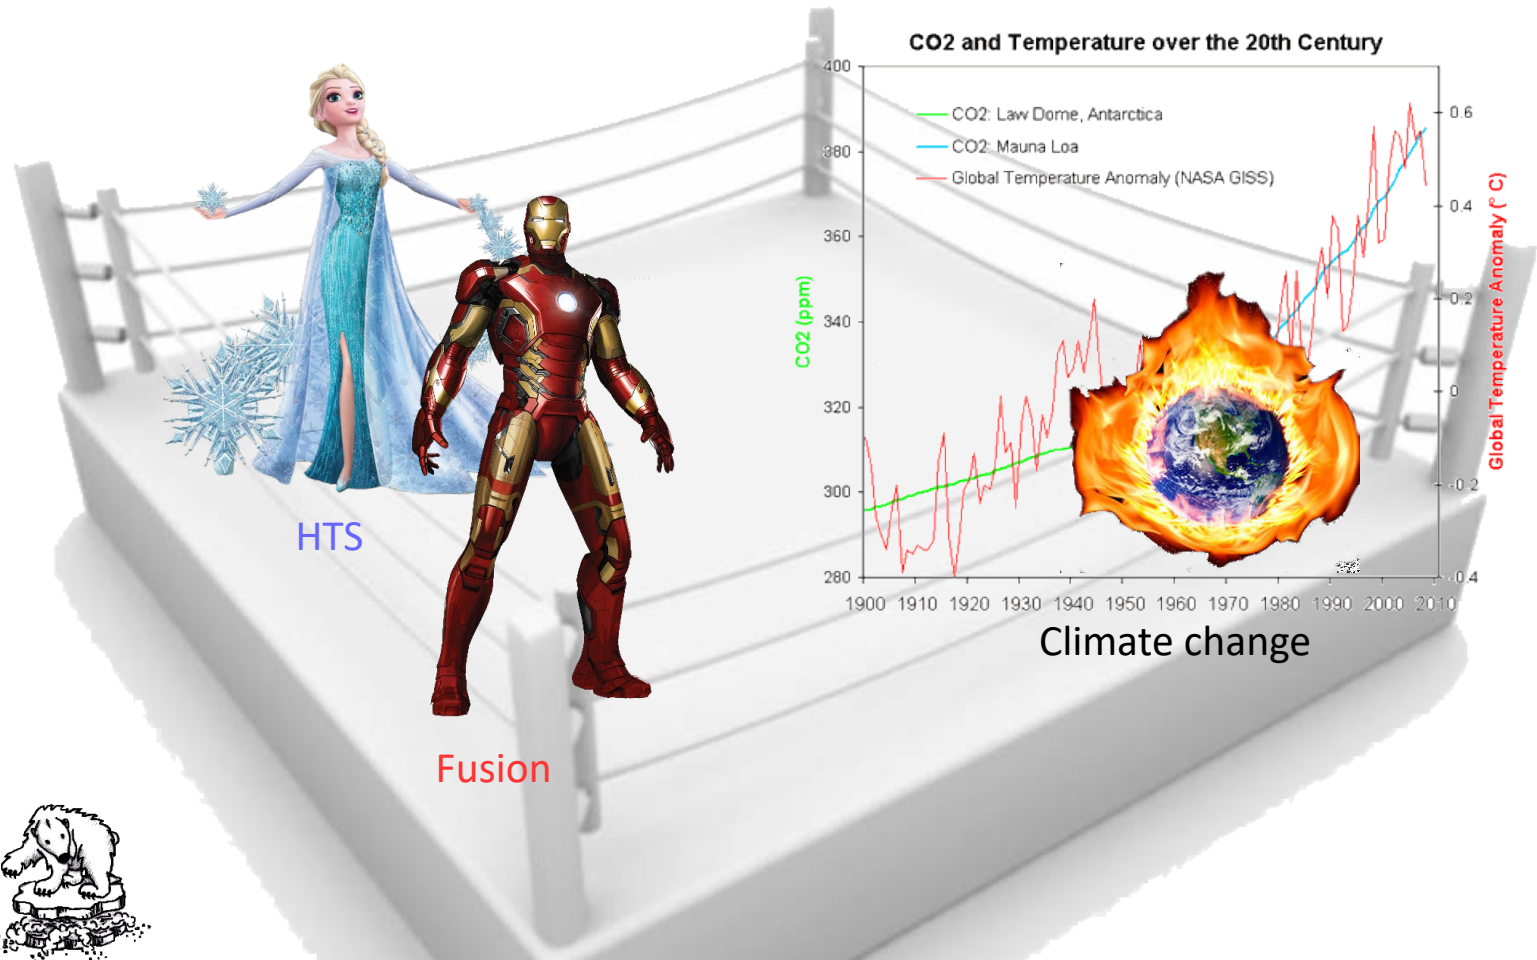 CO2 and Temperature over the 20th Century
400
380
360
340
320
300
280
CO2 (ppm)
CO2: Law Dome, Antarctica
CO2: Mauna Loa
Global Temperature Anomaly (NASA GISS)
0.6
0.4
0.2
0
-0.2
-0.4
Global Temperature Anomaly (° C)
1900 1910 1920 1930 1940 1950 1960 1970 1980 1990 2000 2010
Climate change
HTS
Fusion